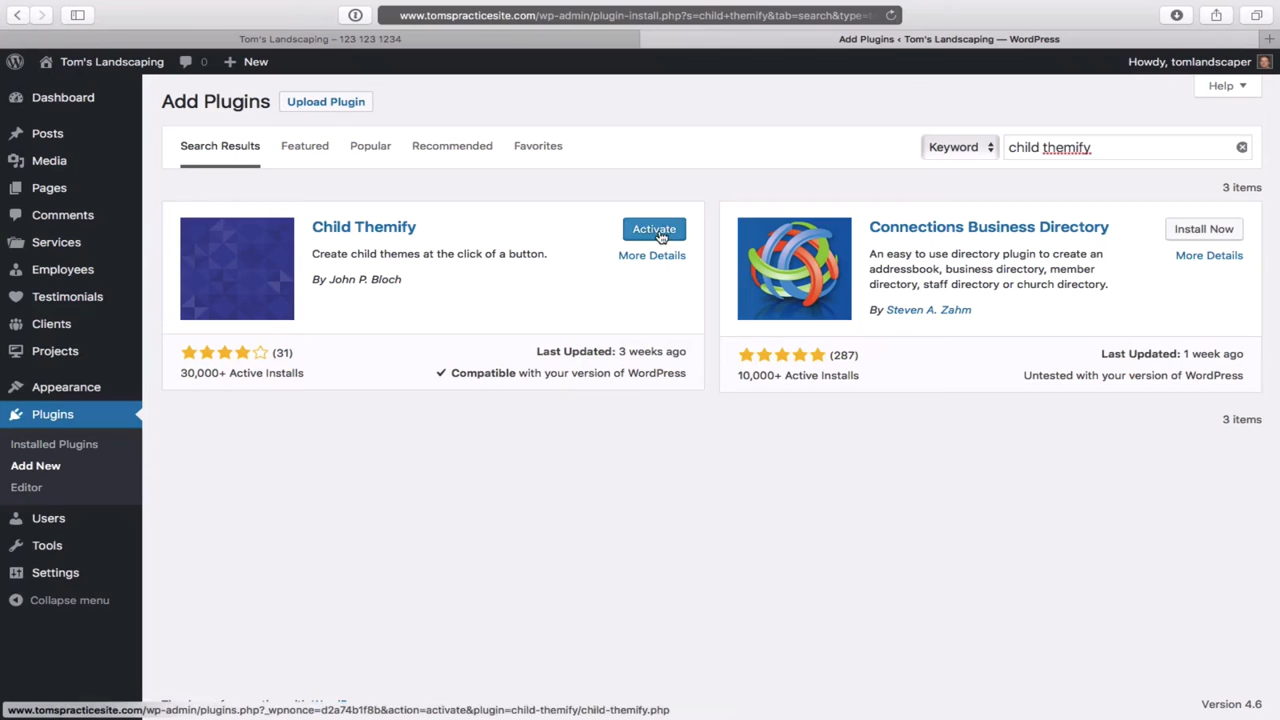 www.tomspracticesite.com/wp-admin/plugin-install.php?s=child+themify&tab=search&type=
Tom's Landscaping – 123 123 1234
Add Plugins ‹ Tom's Landscaping — WordPress
Tom's Landscaping
0
New
Howdy, tomlandscaper
Dashboard
Posts
Media
Pages
Comments
Services
Employees
Testimonials
Clients
Projects
Appearance
Plugins
Installed Plugins
Add New
Editor
Users
Tools
Settings
Collapse menu
Help
Add Plugins
Upload Plugin
Search Results
Featured
Popular
Recommended
Favorites
Keyword
child themify
3 items
Child Themify
Activate
Create child themes at the click of a button.
More Details
By John P. Bloch
(31)
Last Updated: 3 weeks ago
30,000+ Active Installs
Compatible with your version of WordPress
Connections Business Directory
Install Now
An easy to use directory plugin to create an
More Details
addressbook, business directory, member
directory, staff directory or church directory.
By Steven A. Zahm
(287)
Last Updated: 1 week ago
10,000+ Active Installs
Untested with your version of WordPress
3 items
www.tomspracticesite.com/wp-admin/plugins.php?_wpnonce=d2a74b1f8b&action=activate&plugin=child-themify/child-themify.php
Version 4.6